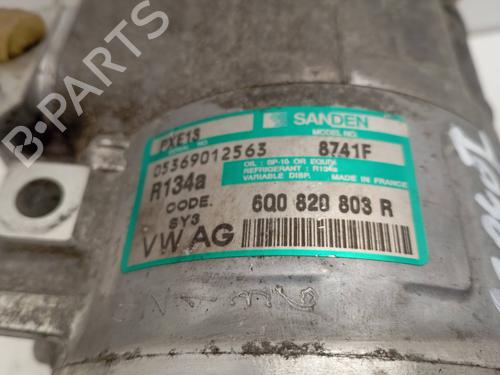 SANDEN
PXE13
MODEL NO.
05369012563
8741F
OIL: SP-10 OR EQUIV.
REFRIGERANT: R134a
VARIABLE DISP. MADE IN FRANCE
R134a
CODE.
SY3
6Q0 820 803 R
VW AG
B-PARTS